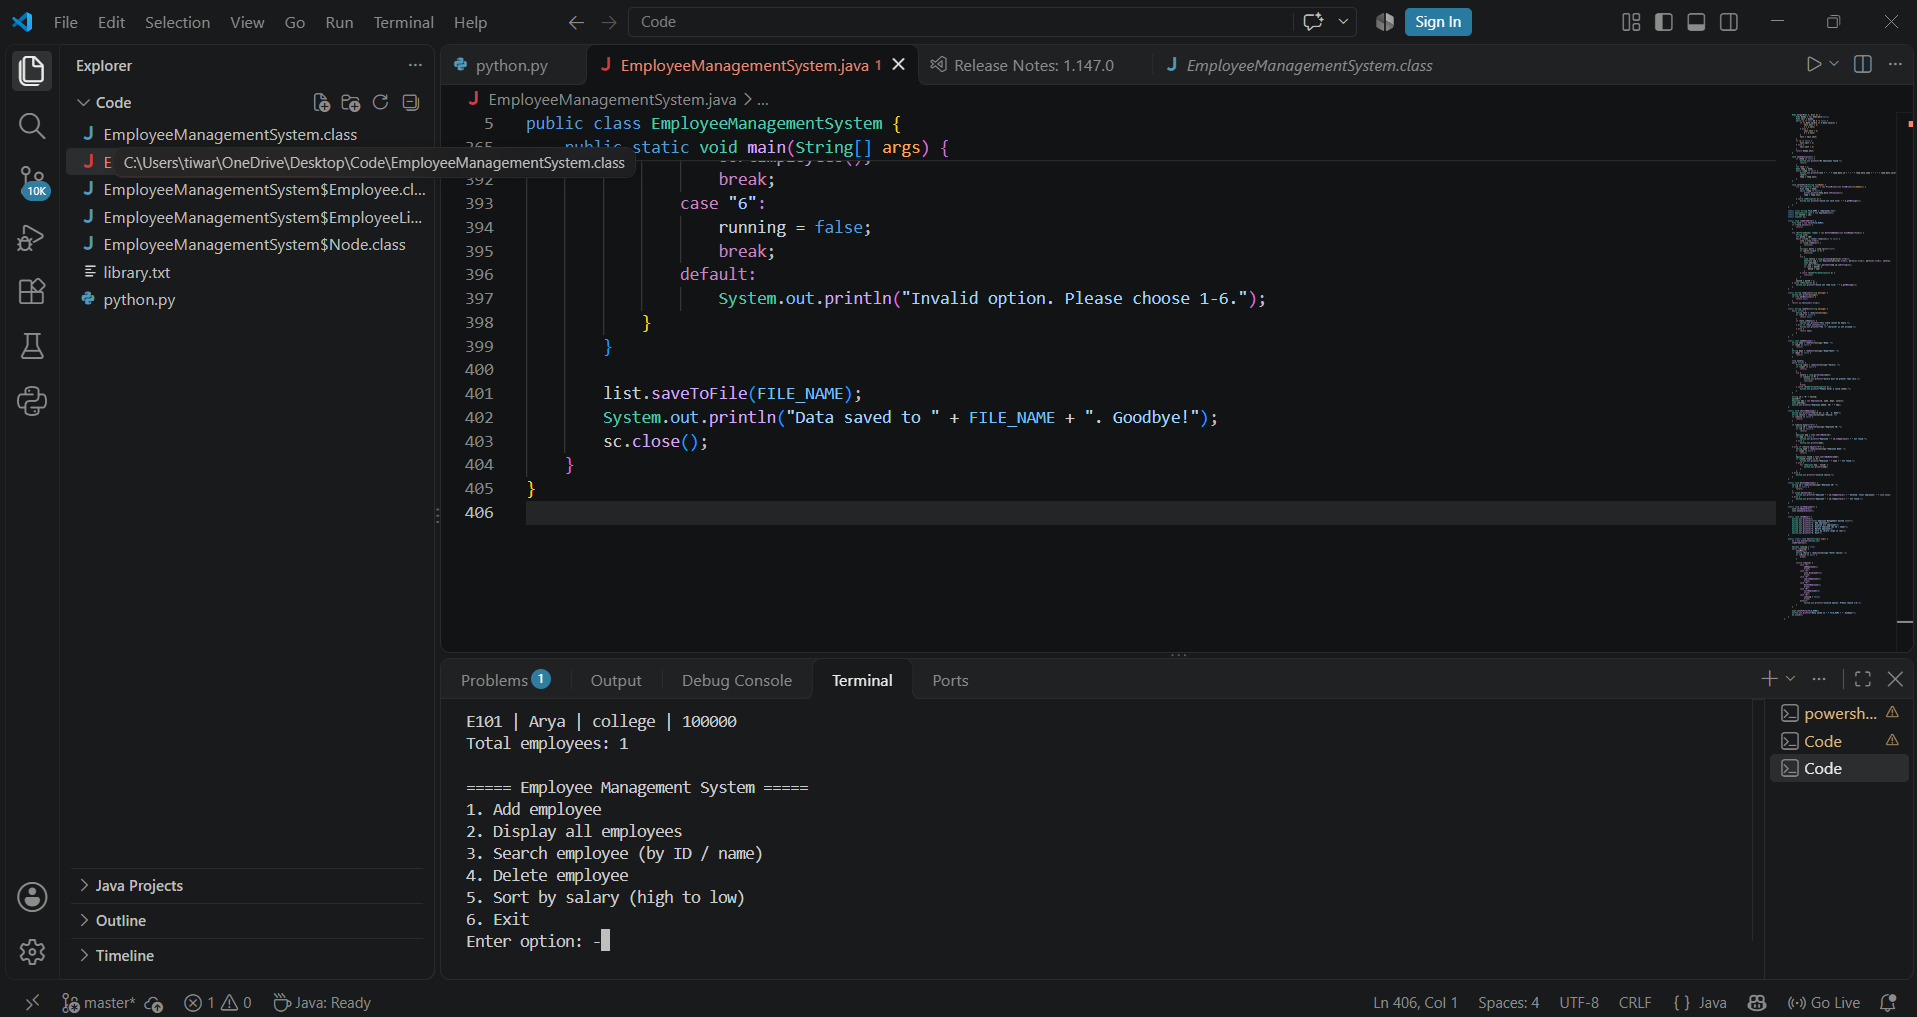 File Edit Selection View Go Run Terminal Help
Code
Sign In
Explorer
python.py
EmployeeManagementSystem.java 1
Release Notes: 1.147.0
EmployeeManagementSystem.class
Code
EmployeeManagementSystem.java > ...
EmployeeManagementSystem.class
E
C:\Users\tiwar\OneDrive\Desktop\Code\EmployeeManagementSystem.class
10K
EmployeeManagementSystem$Employee.cl...
EmployeeManagementSystem$EmployeeLi...
EmployeeManagementSystem$Node.class
library.txt
python.py
Java Projects
Outline
Timeline
5 public class EmployeeManagementSystem {
public static void main(String[] args) {
392 break;
393 case "6":
394 running = false;
395 break;
396 default:
397 System.out.println("Invalid option. Please choose 1-6.");
398 }
399 }
400
401 list.saveToFile(FILE_NAME);
402 System.out.println("Data saved to " + FILE_NAME + ". Goodbye!");
403 sc.close();
404 }
405 }
406
Problems 1 Output Debug Console Terminal Ports
E101 | Arya | college | 100000
Total employees: 1
===== Employee Management System =====
1. Add employee
2. Display all employees
3. Search employee (by ID / name)
4. Delete employee
5. Sort by salary (high to low)
6. Exit
Enter option: -
powersh...
Code
Code
master* 1 0 Java: Ready
Ln 406, Col 1 Spaces: 4 UTF-8 CRLF { } Java Go Live